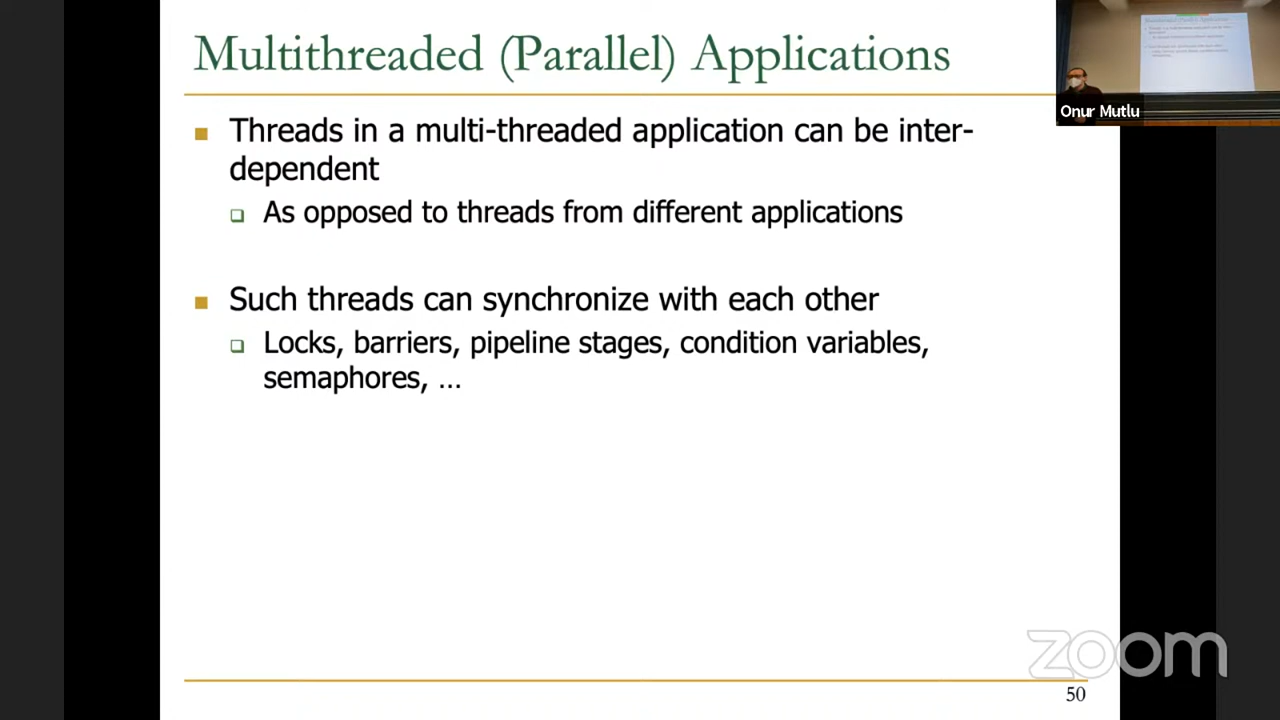 Multithreaded (Parallel) Applications
Onur Mutlu
Threads in a multi-threaded application can be inter-
dependent
As opposed to threads from different applications
Such threads can synchronize with each other
Locks, barriers, pipeline stages, condition variables,
semaphores, …
zoom
50